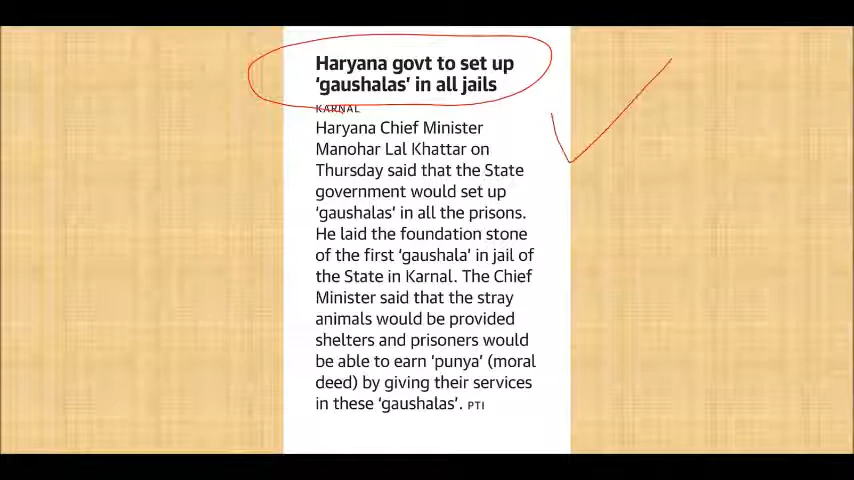 Haryana govt to set up
‘gaushalas’ in all jails
KARNAL
Haryana Chief Minister
Manohar Lal Khattar on
Thursday said that the State
government would set up
‘gaushalas’ in all the prisons.
He laid the foundation stone
of the first ‘gaushala’ in jail of
the State in Karnal. The Chief
Minister said that the stray
animals would be provided
shelters and prisoners would
be able to earn ‘punya’ (moral
deed) by giving their services
in these ‘gaushalas’. PTI